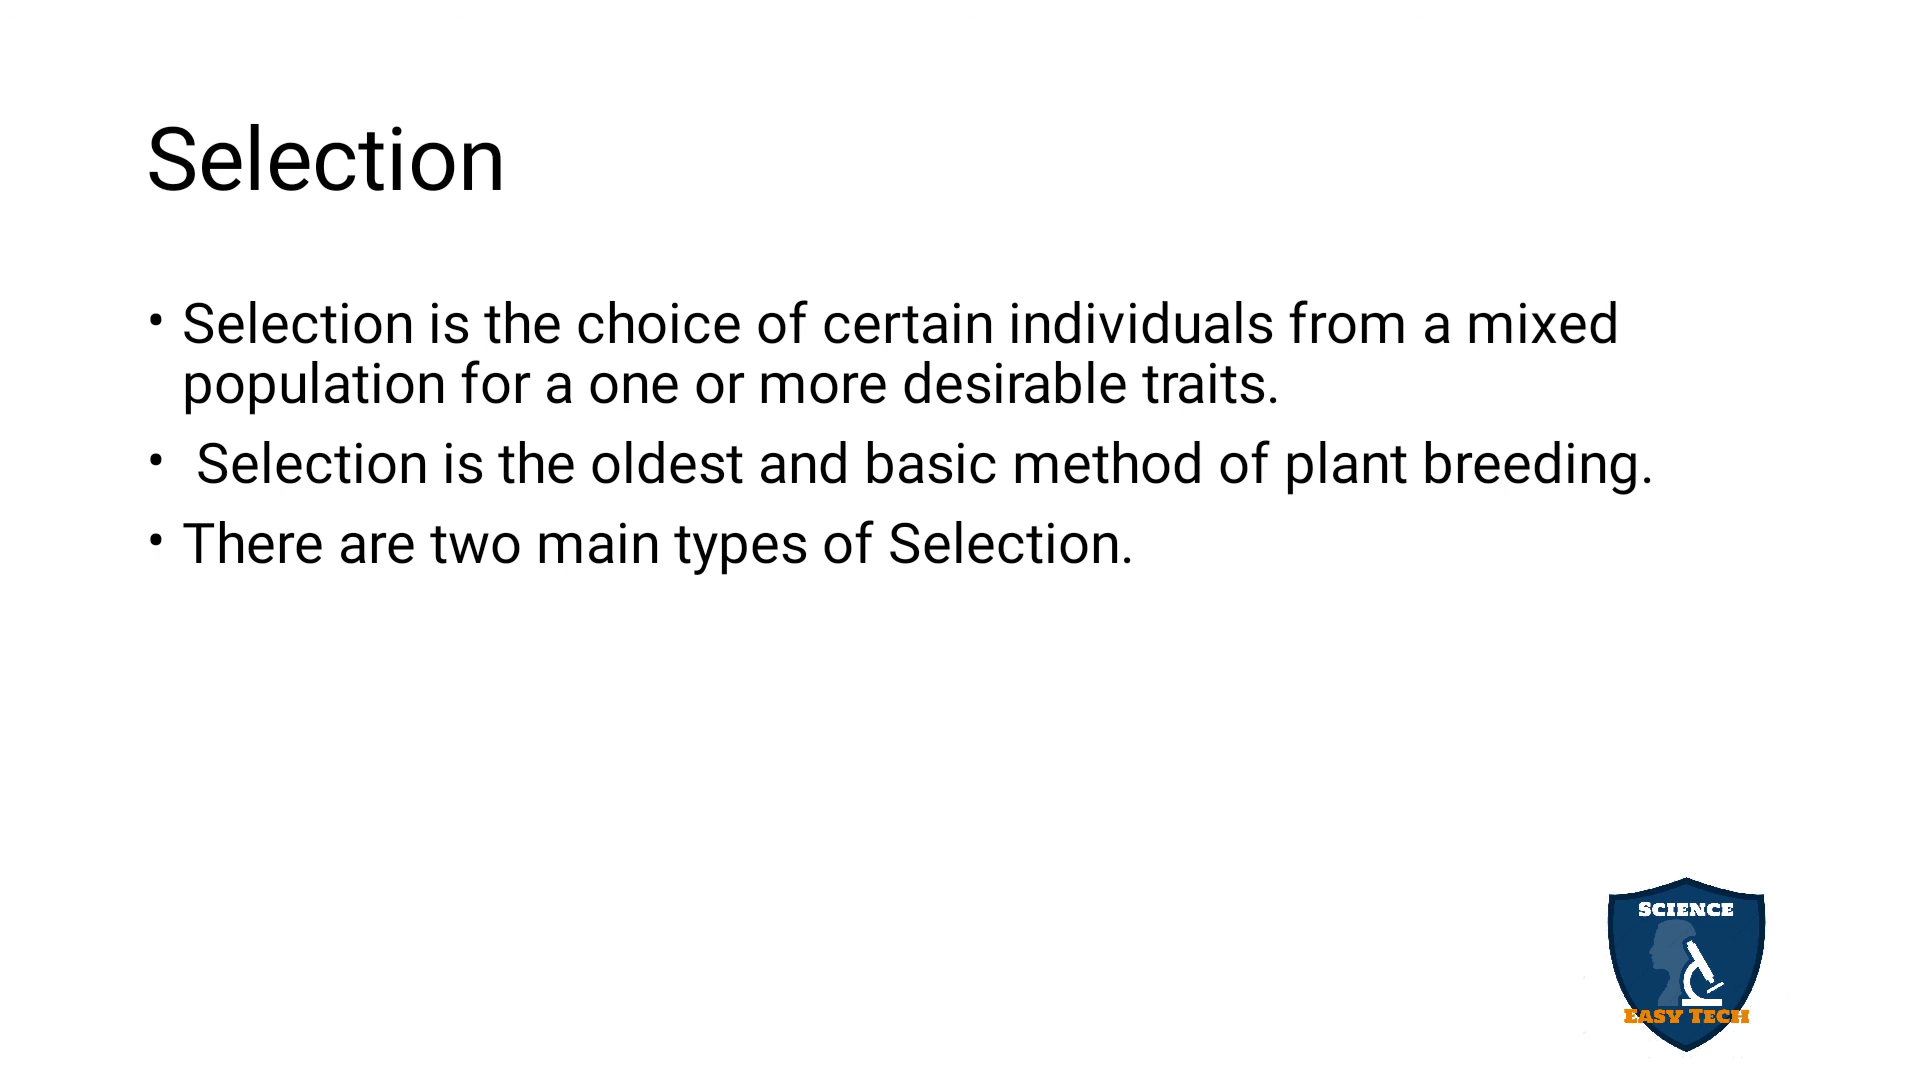 Selection
• Selection is the choice of certain individuals from a mixed
population for a one or more desirable traits.
• Selection is the oldest and basic method of plant breeding.
• There are two main types of Selection.
SCIENCE
EASY TECH